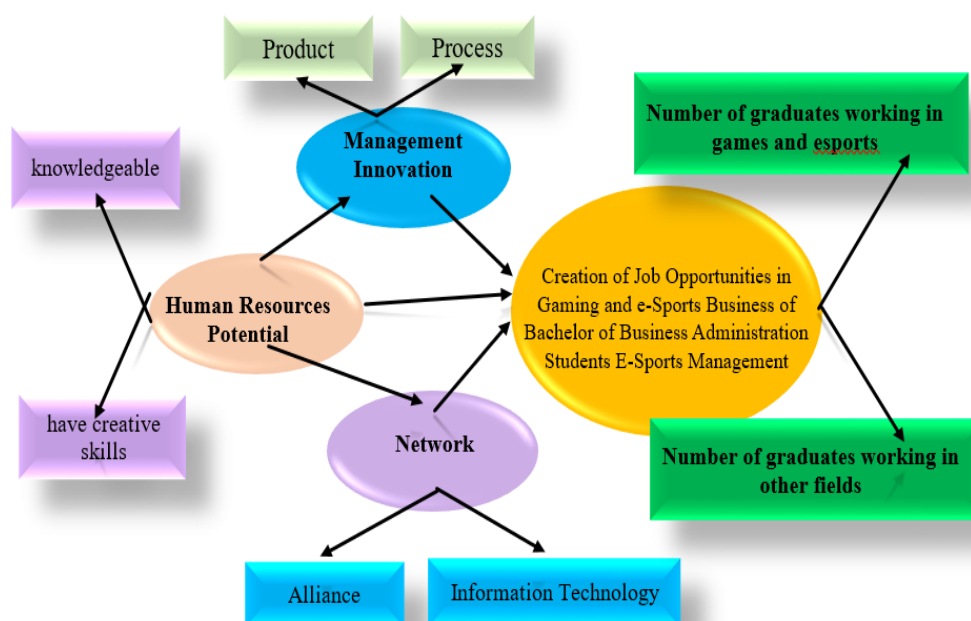 Product
Process
Number of graduates working in
games and esports
Management
Innovation
knowledgeable
Creation of Job Opportunities in
Gaming and e-Sports Business of
Bachelor of Business Administration
Students E-Sports Management
Human Resources
Potential
have creative
skills
Network
Number of graduates working in
other fields
Alliance
Information Technology